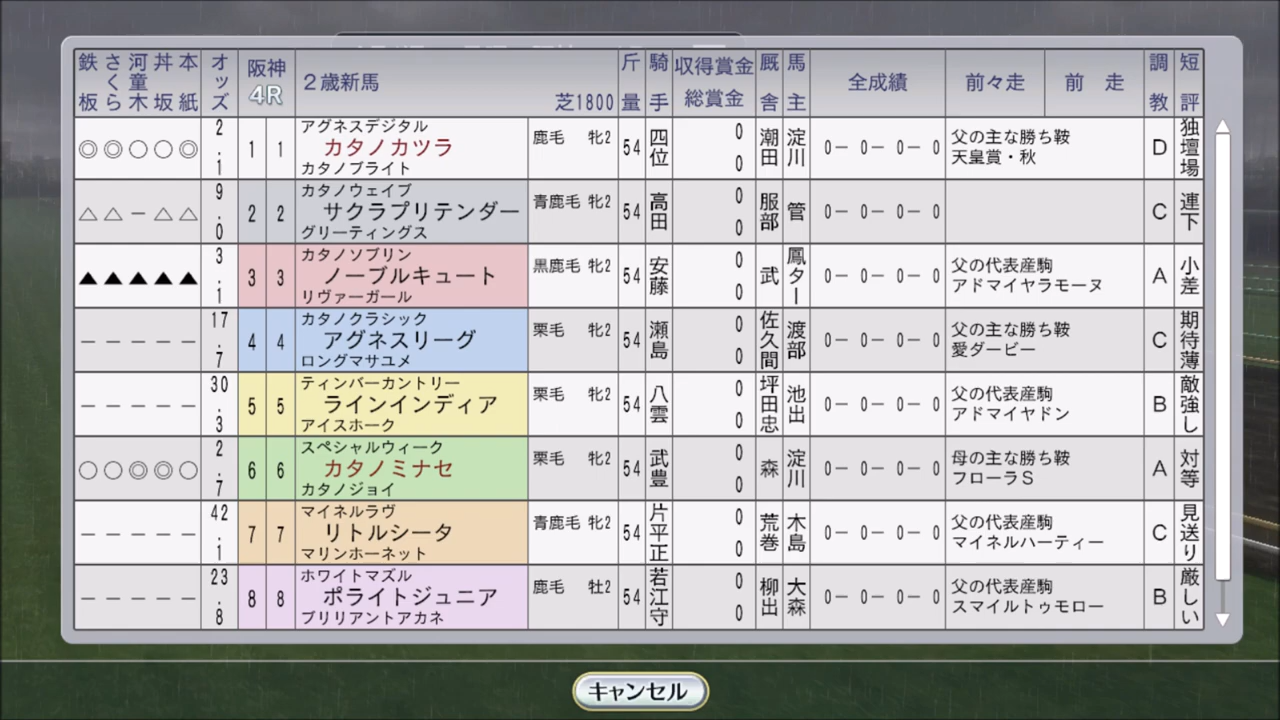 鉄板 さくら 河童木 丼坂 本紙 オッズ 阪神 4R 2歳新馬 芝1800 斤量 騎手 収得賞金 総賞金 厩舎 馬主 全成績 前々走 前 走 調教 短評
◎ ◎ ○ ○ ◎ 2.1 1 1 アグネスデジタル カタノカツラ カタノブライト 鹿毛 牝2 54 四位 0 0 潮田 淀川 0- 0- 0- 0 父の主な勝ち鞍 天皇賞・秋 D 独壇場
△ △ － △ △ 9.0 2 2 カタノウェイブ サクラプリテンダー グリーティングス 青鹿毛 牝2 54 高田 0 0 服部 管 0- 0- 0- 0 C 連下
▲ ▲ ▲ ▲ ▲ 3.1 3 3 カタノソブリン ノーブルキュート リヴァーガール 黒鹿毛 牝2 54 安藤 0 0 武 鳳ター 0- 0- 0- 0 父の代表産駒 アドマイヤラモーヌ A 小差
－ － － － － 17.7 4 4 カタノクラシック アグネスリーグ ロングマサユメ 栗毛 牝2 54 瀬島 0 0 佐久間 渡部 0- 0- 0- 0 父の主な勝ち鞍 愛ダービー C 期待薄
－ － － － － 30.3 5 5 ティンバーカントリー ラインインディア アイスホーク 栗毛 牝2 54 八雲 0 0 坪田忠 池出 0- 0- 0- 0 父の代表産駒 アドマイヤドン B 敵強し
○ ○ ◎ ◎ ○ 2.7 6 6 スペシャルウィーク カタノミナセ カタノジョイ 栗毛 牝2 54 武豊 0 0 森 淀川 0- 0- 0- 0 母の主な勝ち鞍 フローラS A 対等
－ － － － － 42.1 7 7 マイネルラヴ リトルシータ マリンホーネット 青鹿毛 牝2 54 片平正 0 0 荒巻 木島 0- 0- 0- 0 父の代表産駒 マイネルハーティー C 見送り
－ － － － － 23.8 8 8 ホワイトマズル ポライトジュニア ブリリアントアカネ 鹿毛 牡2 54 若江守 0 0 柳出 大森 0- 0- 0- 0 父の代表産駒 スマイルトゥモロー B 厳しい
キャンセル